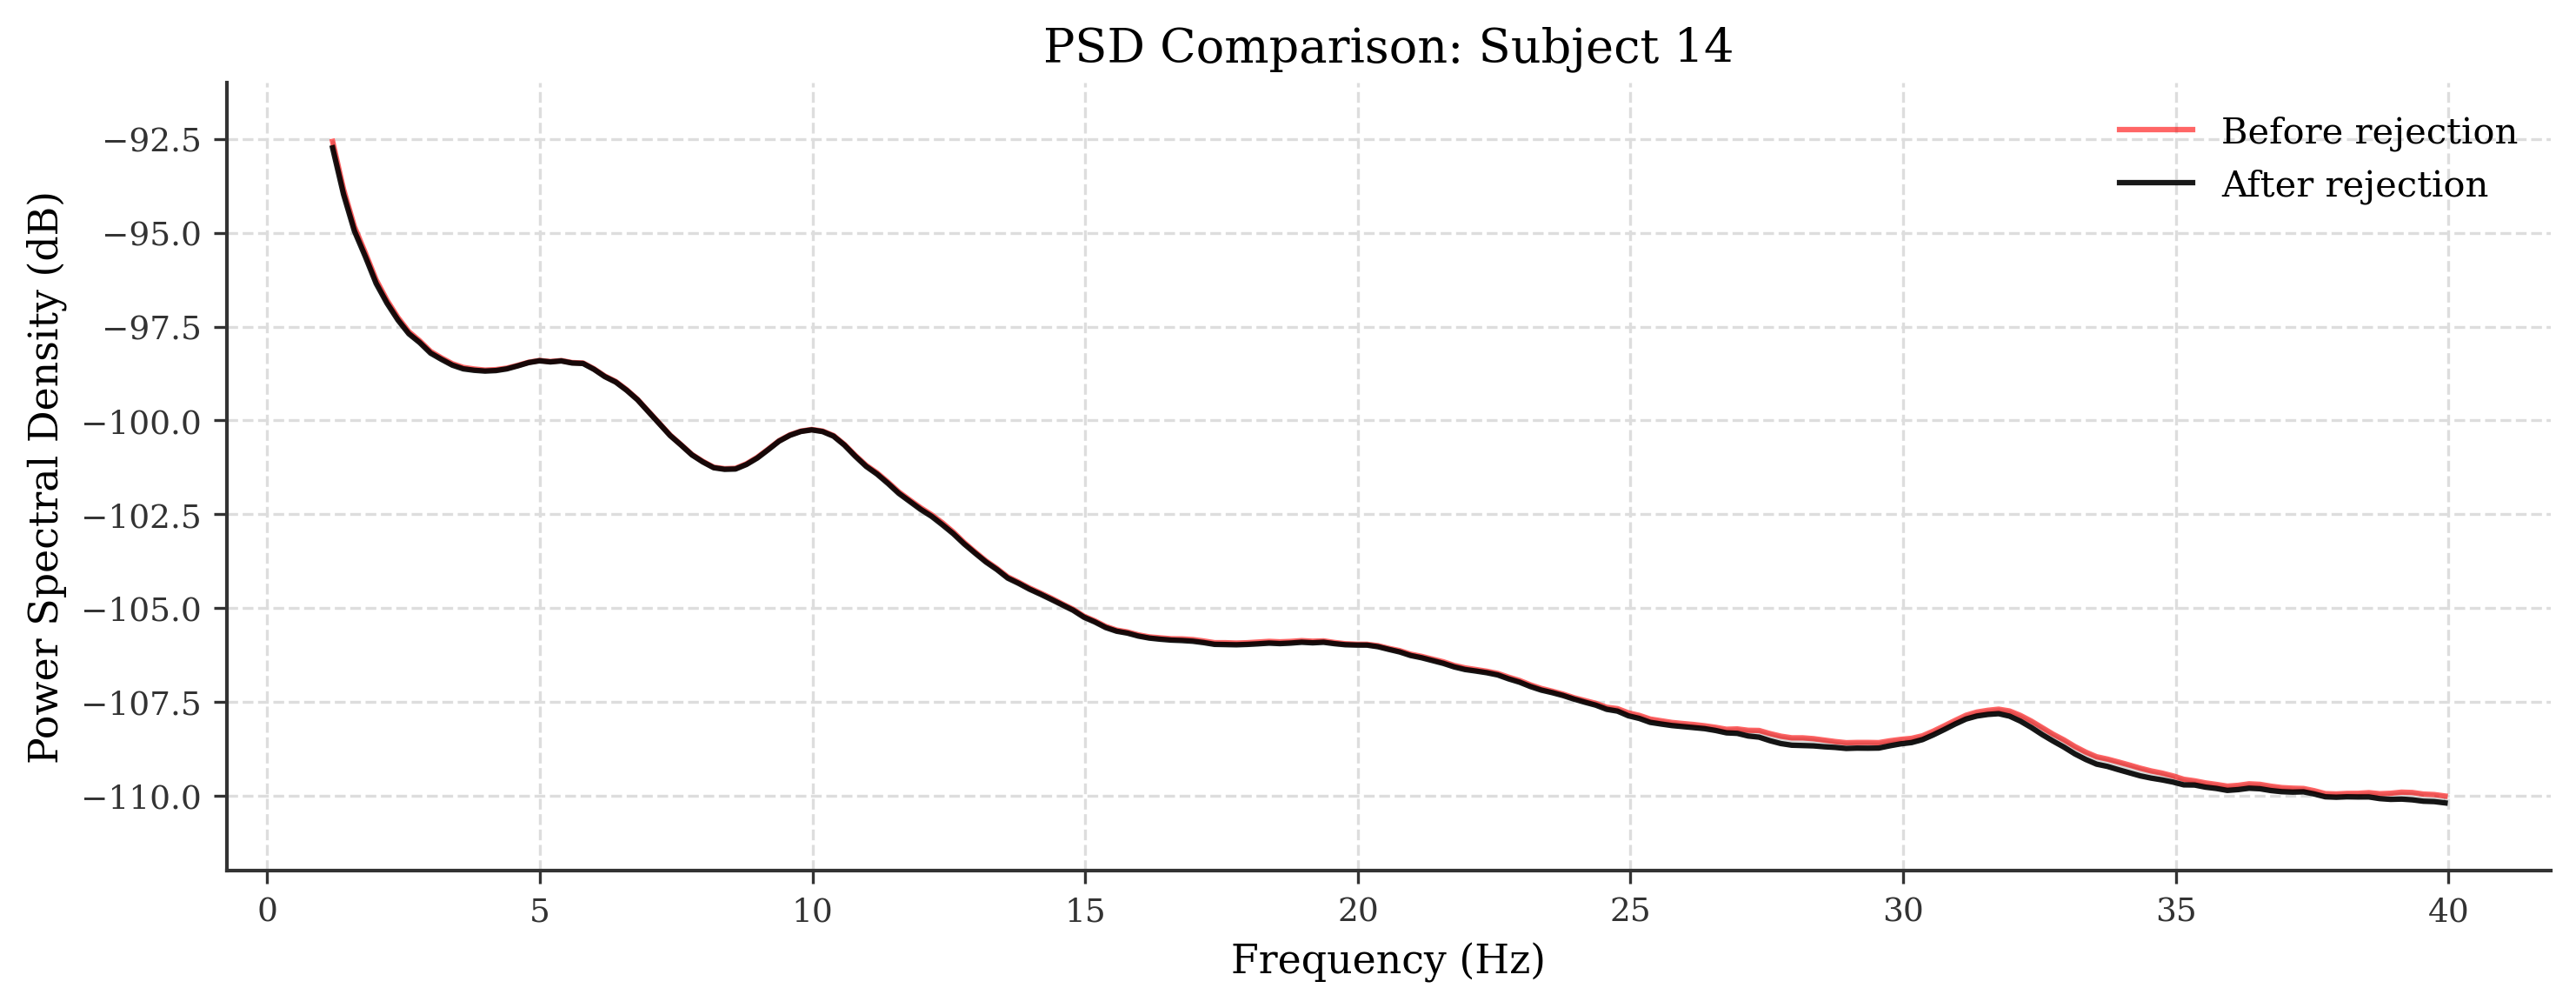 PSD Comparison: Subject 14
Before rejection
After rejection
Power Spectral Density (dB)
−92.5
−95.0
−97.5
−100.0
−102.5
−105.0
−107.5
−110.0
0 5 10 15 20 25 30 35 40
Frequency (Hz)